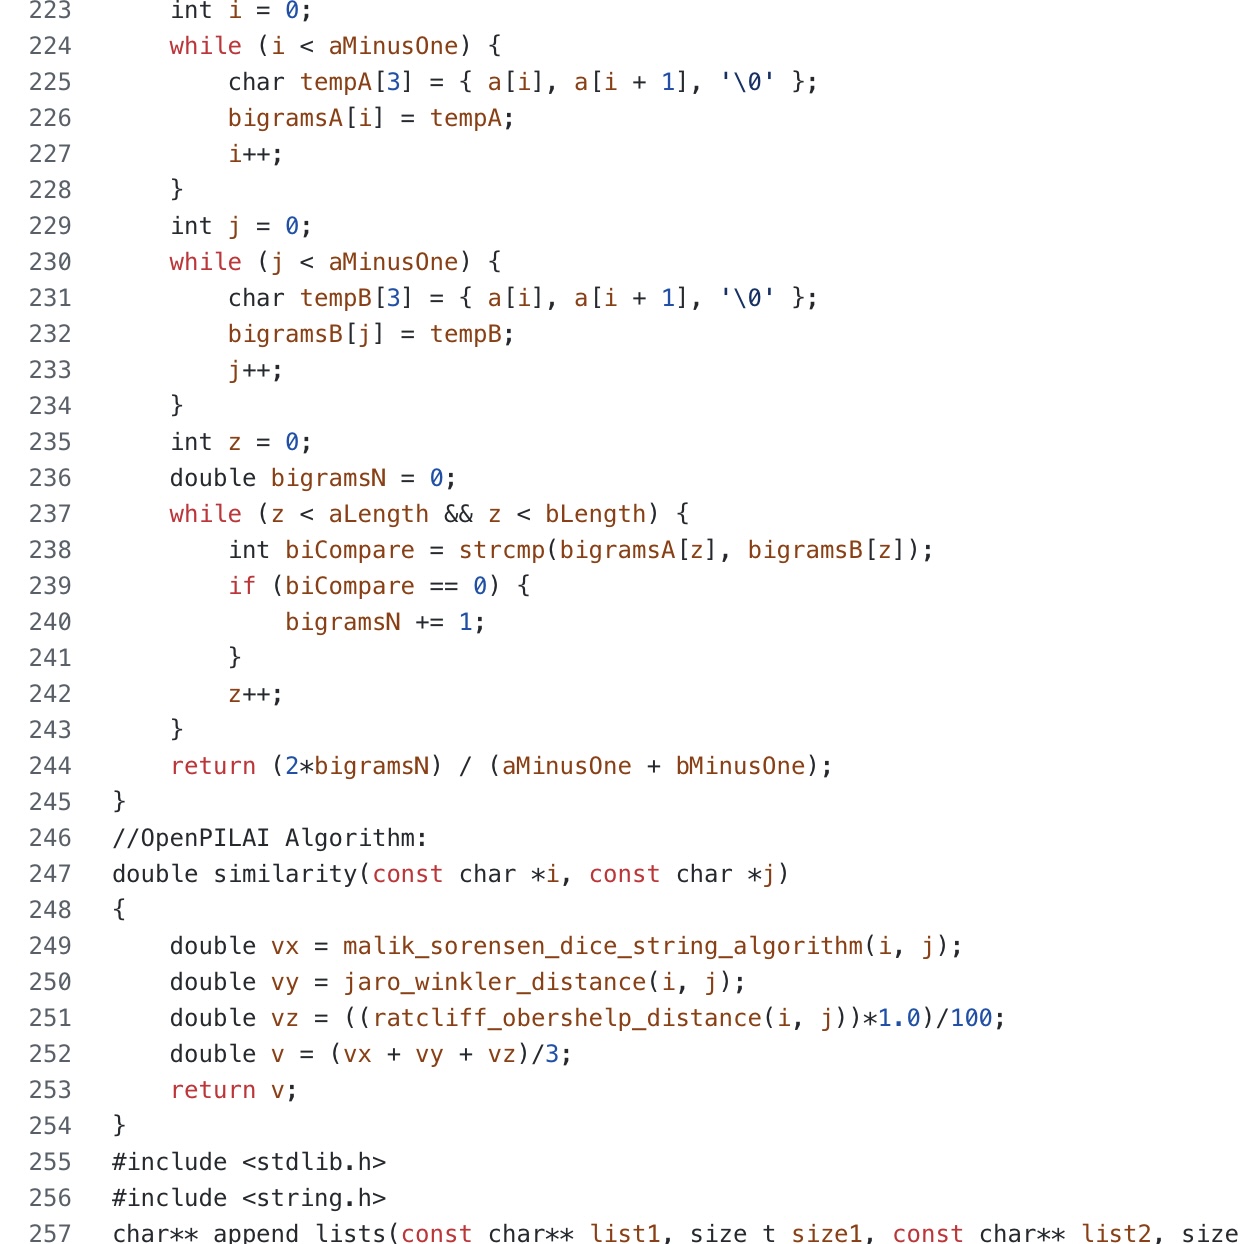 223 int i = 0;
224 while (i < aMinusOne) {
225 char tempA[3] = { a[i], a[i + 1], '\0' };
226 bigramsA[i] = tempA;
227 i++;
228 }
229 int j = 0;
230 while (j < aMinusOne) {
231 char tempB[3] = { a[i], a[i + 1], '\0' };
232 bigramsB[j] = tempB;
233 j++;
234 }
235 int z = 0;
236 double bigramsN = 0;
237 while (z < aLength && z < bLength) {
238 int biCompare = strcmp(bigramsA[z], bigramsB[z]);
239 if (biCompare == 0) {
240 bigramsN += 1;
241 }
242 z++;
243 }
244 return (2*bigramsN) / (aMinusOne + bMinusOne);
245 }
246 //OpenPILAI Algorithm:
247 double similarity(const char *i, const char *j)
248 {
249 double vx = malik_sorensen_dice_string_algorithm(i, j);
250 double vy = jaro_winkler_distance(i, j);
251 double vz = ((ratcliff_obershelp_distance(i, j))*1.0)/100;
252 double v = (vx + vy + vz)/3;
253 return v;
254 }
255 #include <stdlib.h>
256 #include <string.h>
257 char** append_lists(const char** list1, size_t size1, const char** list2, size